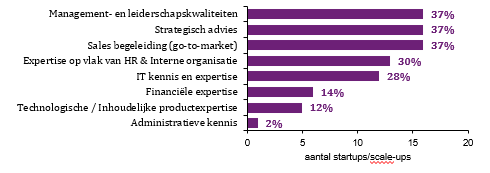 Management- en leiderschapskwaliteiten 37%
Strategisch advies 37%
Sales begeleiding (go-to-market) 37%
Expertise op vlak van HR & Interne organisatie 30%
IT kennis en expertise 28%
Financiële expertise 14%
Technologische / Inhoudelijke productexpertise 12%
Administratieve kennis 2%
0 5 10 15 20
aantal startups/scale-ups